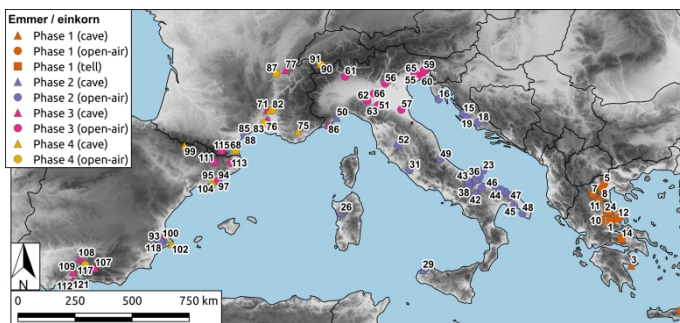 Emmer / einkorn
Phase 1 (cave)
Phase 1 (open-air)
Phase 1 (tell)
Phase 2 (cave)
Phase 2 (open-air)
Phase 3 (cave)
Phase 3 (open-air)
Phase 4 (cave)
Phase 4 (open-air)
91
87 77
90
61
56
65 59
55 60
62 66
63 51
57
16
15
19 18
71 82
85 83 76
88
75
50
86
52
31
49
99
115 68
111
113
95 94
104 97
26
29
43 36 23
38 46
42 44 47
45 48
5
7 8
11 24
10 12
1 14
3
93 100
118 102
108
109 107
117
112 121
N
0 250 500 750 km